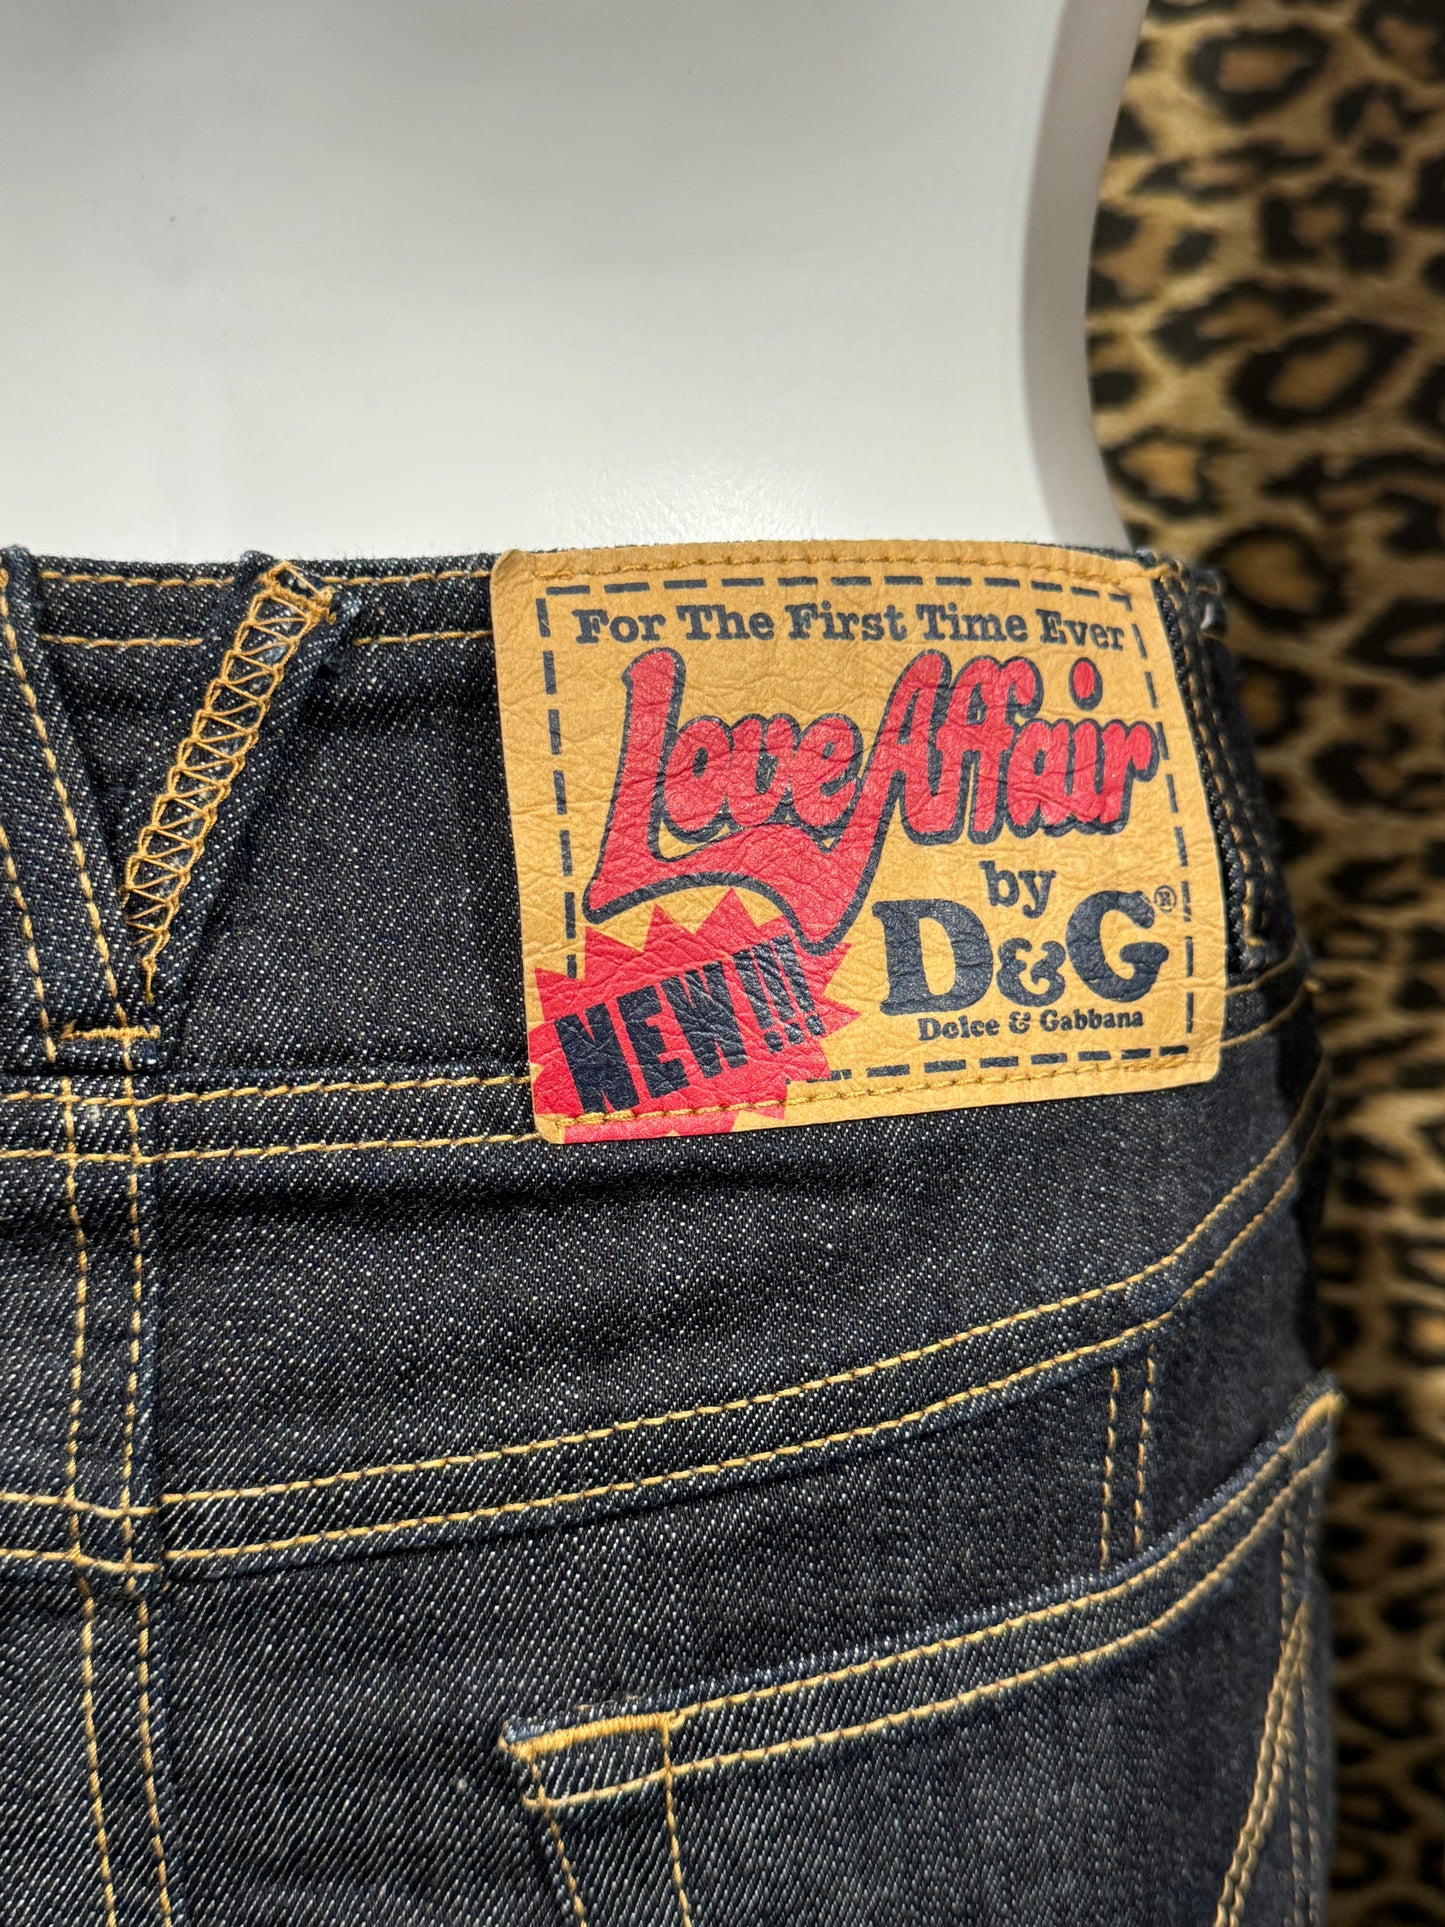 For The First Time Ever
Love Affair
by
D&G®
Dolce & Gabbana
NEW!!!